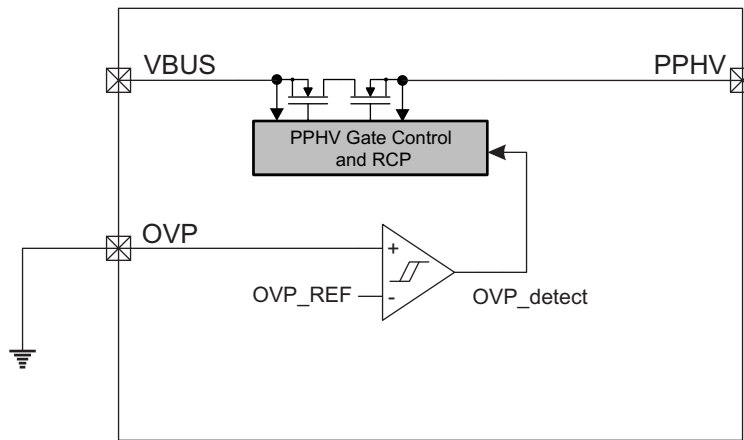 VBUS
PPHV
PPHV Gate Control
and RCP
OVP
+
OVP_REF
-
OVP_detect